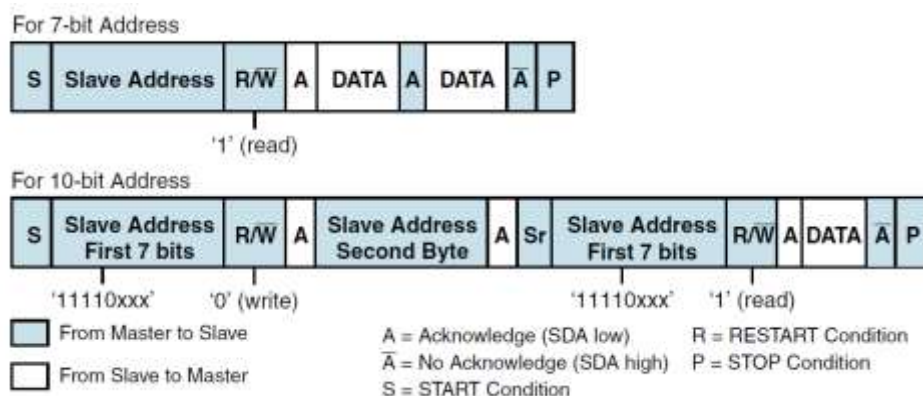 For 7-bit Address
S Slave Address R/W̅ A DATA A DATA A̅ P
'1' (read)
For 10-bit Address
S Slave Address First 7 bits R/W̅ A Slave Address Second Byte A Sr Slave Address First 7 bits R/W̅ A DATA A̅ P
'11110xxx' '0' (write) '11110xxx' '1' (read)
From Master to Slave
From Slave to Master
A = Acknowledge (SDA low)
A̅ = No Acknowledge (SDA high)
S = START Condition
R = RESTART Condition
P = STOP Condition